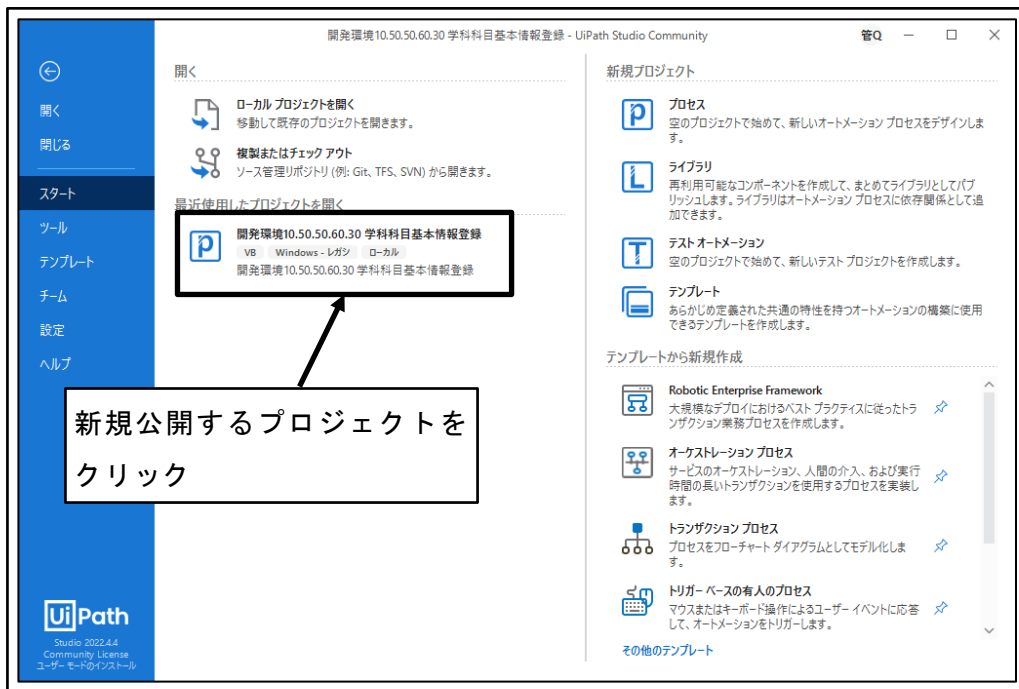 開発環境10.50.50.60.30 学科科目基本情報登録 - UiPath Studio Community
管Q
開く
閉じる
スタート
ツール
テンプレート
チーム
設定
ヘルプ
UiPath
Studio 2022.4.4
Community License
ユーザー モードのインストール
開く
ローカル プロジェクトを開く
移動して既存のプロジェクトを開きます。
複製またはチェック アウト
ソース管理リポジトリ (例: Git、TFS、SVN) から開きます。
最近使用したプロジェクトを開く
開発環境10.50.50.60.30 学科科目基本情報登録
VB Windows - レガシ ローカル
開発環境10.50.50.60.30 学科科目基本情報登録
新規公開するプロジェクトを
クリック
新規プロジェクト
プロセス
空のプロジェクトで始めて、新しいオートメーション プロセスをデザインしま
す。
ライブラリ
再利用可能なコンポーネントを作成して、まとめてライブラリとしてパブ
リッシュします。ライブラリはオートメーション プロセスに依存関係として追
加できます。
テスト オートメーション
空のプロジェクトで始めて、新しいテスト プロジェクトを作成します。
テンプレート
あらかじめ定義された共通の特性を持つオートメーションの構築に使用
できるテンプレートを作成します。
テンプレートから新規作成
Robotic Enterprise Framework
大規模なデプロイにおけるベスト プラクティスに従ったトラ
ンザクション業務プロセスを作成します。
オーケストレーション プロセス
サービスのオーケストレーション、人間の介入、および実行
時間の長いトランザクションを使用するプロセスを実装し
ます。
トランザクション プロセス
プロセスをフローチャート ダイアグラムとしてモデル化しま
す。
トリガー ベースの有人のプロセス
マウスまたはキーボード操作によるユーザー イベントに応答
して、オートメーションをトリガーします。
その他のテンプレート